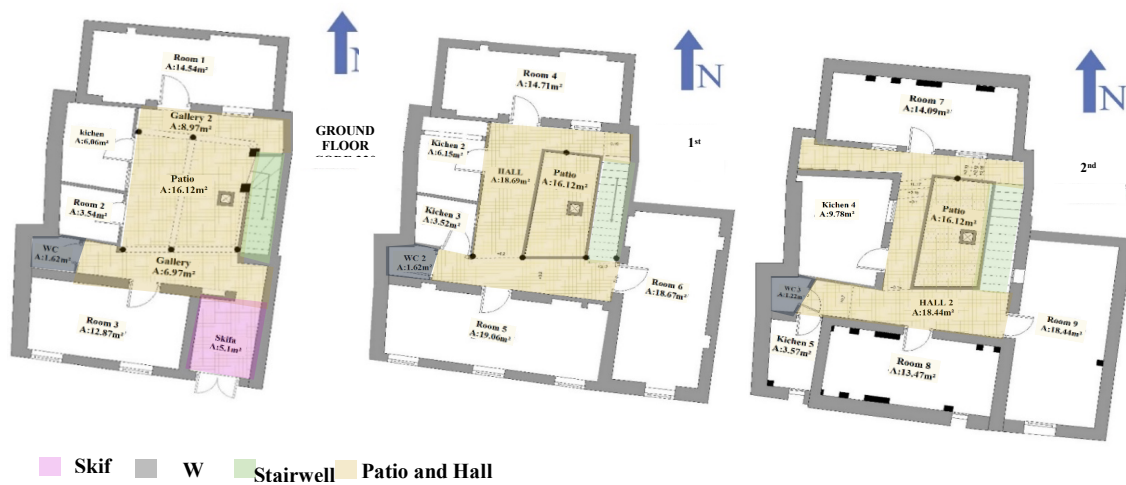 Room 1
A:14.54m²
Gallery 2
A:8.97m²
kichen
A:6.06m²
Patio
A:16.12m²
Room 2
A:3.54m²
WC
A:1.62m²
Gallery
A:6.97m²
Room 3
A:12.87m²
Skifa
A:5.1m²
N
GROUND
FLOOR
Room 4
A:14.71m²
Kichen 2
A:6.15m²
HALL
A:18.69m²
Patio
A:16.12m²
Kichen 3
A:3.52m²
WC 2
A:1.62m²
Room 6
A:18.67m²
Room 5
A:19.06m²
N
1st
Room 7
A:14.09m²
Kichen 4
A:9.78m²
Patio
A:16.12m²
WC 3
A:1.22m²
HALL 2
A:18.44m²
Room 9
A:18.44m²
Kichen 5
A:3.57m²
Room 8
A:13.47m²
N
2nd
Skif
W
Stairwell
Patio and Hall